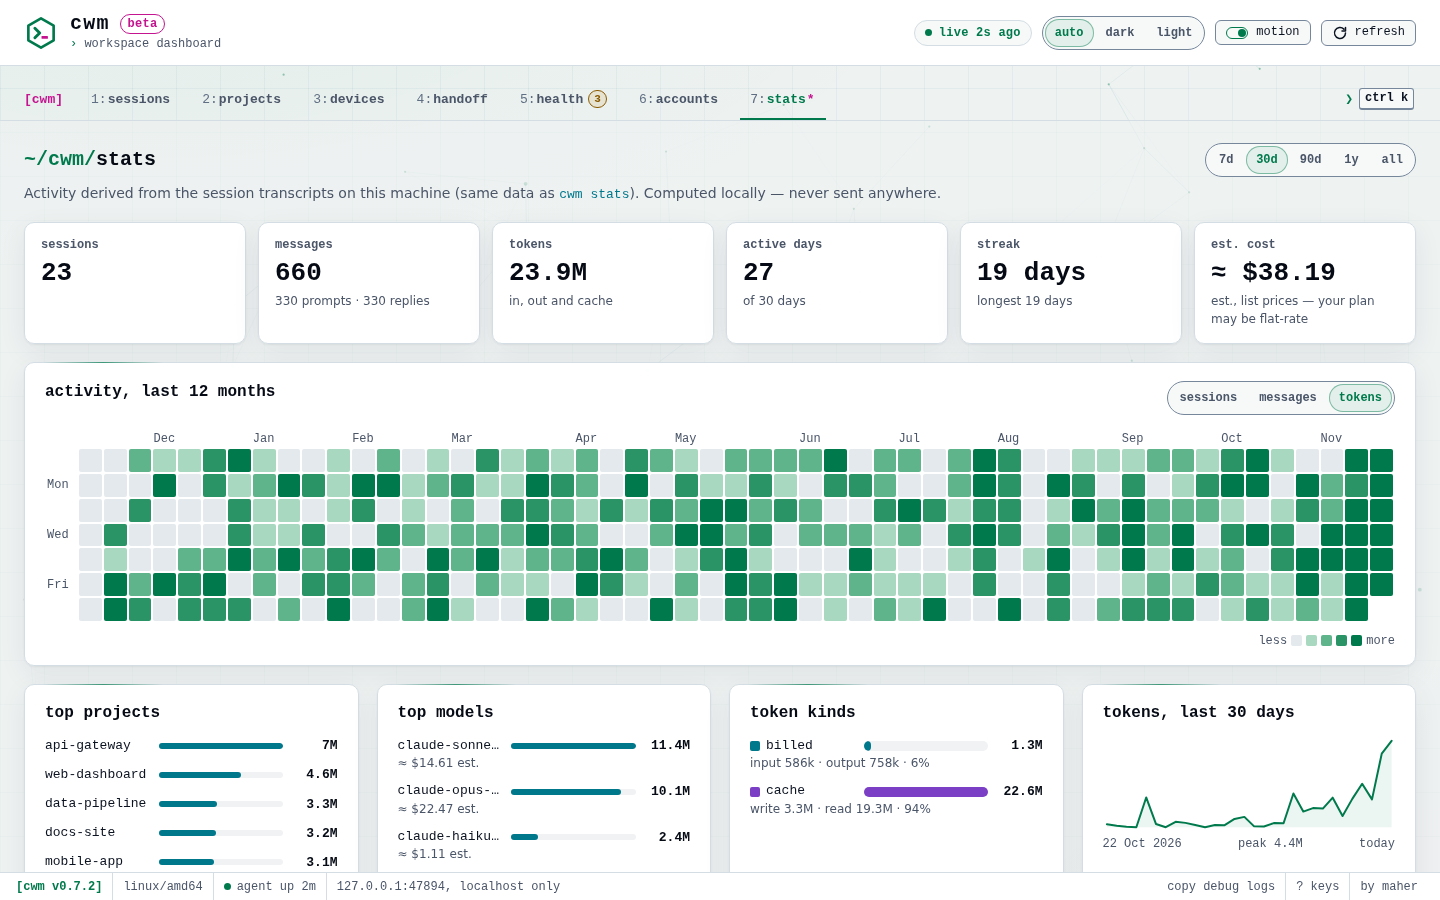 cwm beta
› workspace dashboard
live 2s ago
auto dark light
motion
refresh
[cwm] 1:sessions 2:projects 3:devices 4:handoff 5:health 3 6:accounts 7:stats*
❯ ctrl k
~/cwm/stats
7d 30d 90d 1y all
Activity derived from the session transcripts on this machine (same data as cwm stats). Computed locally — never sent anywhere.
sessions
23
messages
660
330 prompts · 330 replies
tokens
23.9M
in, out and cache
active days
27
of 30 days
streak
19 days
longest 19 days
est. cost
≈ $38.19
est., list prices — your plan
may be flat-rate
activity, last 12 months
sessions messages tokens
Dec Jan Feb Mar Apr May Jun Jul Aug Sep Oct Nov
Mon
Wed
Fri
less more
top projects
api-gateway 7M
web-dashboard 4.6M
data-pipeline 3.3M
docs-site 3.2M
mobile-app 3.1M
top models
claude-sonne… 11.4M
≈ $14.61 est.
claude-opus-… 10.1M
≈ $22.47 est.
claude-haiku… 2.4M
≈ $1.11 est.
token kinds
billed 1.3M
input 586k · output 758k · 6%
cache 22.6M
write 3.3M · read 19.3M · 94%
tokens, last 30 days
22 Oct 2026 peak 4.4M today
[cwm v0.7.2] linux/amd64 agent up 2m 127.0.0.1:47894, localhost only
copy debug logs ? keys by maher